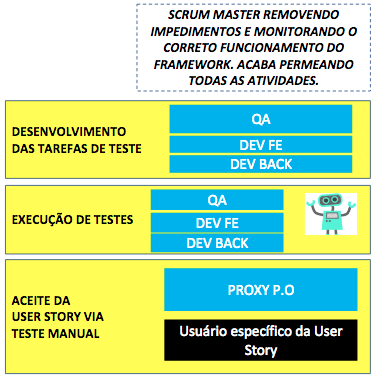 SCRUM MASTER REMOVENDO
IMPEDIMENTOS E MONITORANDO O
CORRETO FUNCIONAMENTO DO
FRAMEWORK. ACABA PERMEANDO
TODAS AS ATIVIDADES.
DESENVOLVIMENTO
DAS TAREFAS DE TESTE
QA
DEV FE
DEV BACK
EXECUÇÃO DE TESTES
QA
DEV FE
DEV BACK
ACEITE DA
USER STORY VIA
TESTE MANUAL
PROXY P.O
Usuário específico da User
Story